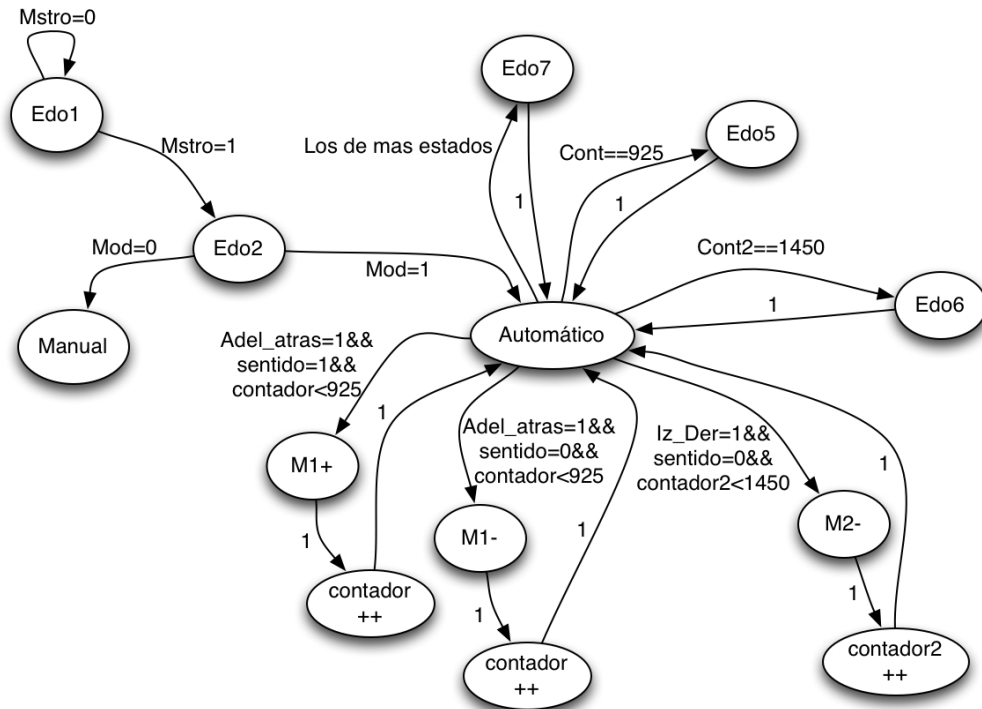 Mstro=0
Edo1
Mstro=1
Edo7
Los de mas estados
1
Edo5
Cont==925
1
Edo2
Mod=0
Mod=1
Manual
Automático
Cont2==1450
1
Edo6
Adel_atras=1&&
sentido=1&&
contador<925
1
M1+
1
contador
++
Adel_atras=1&&
sentido=0&&
contador<925
M1-
1
1
contador
++
Iz_Der=1&&
sentido=0&&
contador2<1450
1
M2-
1
contador2
++